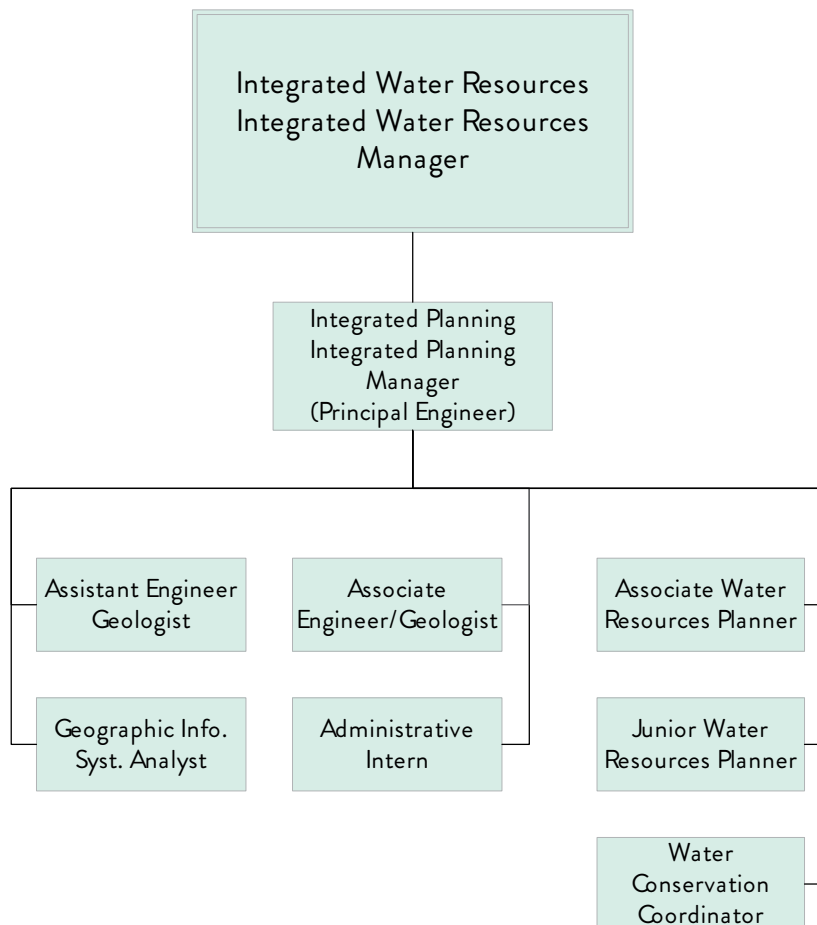 Integrated Water Resources
Integrated Water Resources
Manager
Integrated Planning
Integrated Planning
Manager
(Principal Engineer)
Assistant Engineer
Geologist
Associate
Engineer/Geologist
Associate Water
Resources Planner
Geographic Info.
Syst. Analyst
Administrative
Intern
Junior Water
Resources Planner
Water
Conservation
Coordinator